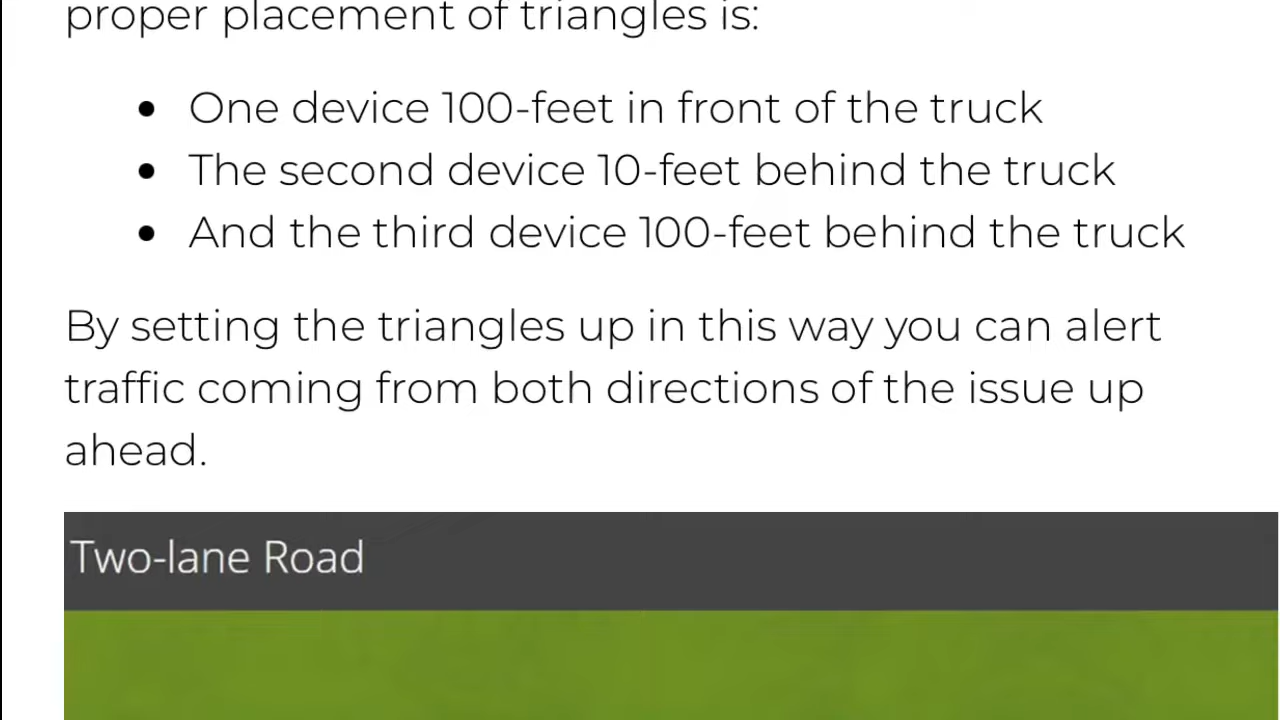 proper placement of triangles is:
• One device 100-feet in front of the truck
• The second device 10-feet behind the truck
• And the third device 100-feet behind the truck
By setting the triangles up in this way you can alert
traffic coming from both directions of the issue up
ahead.
Two-lane Road